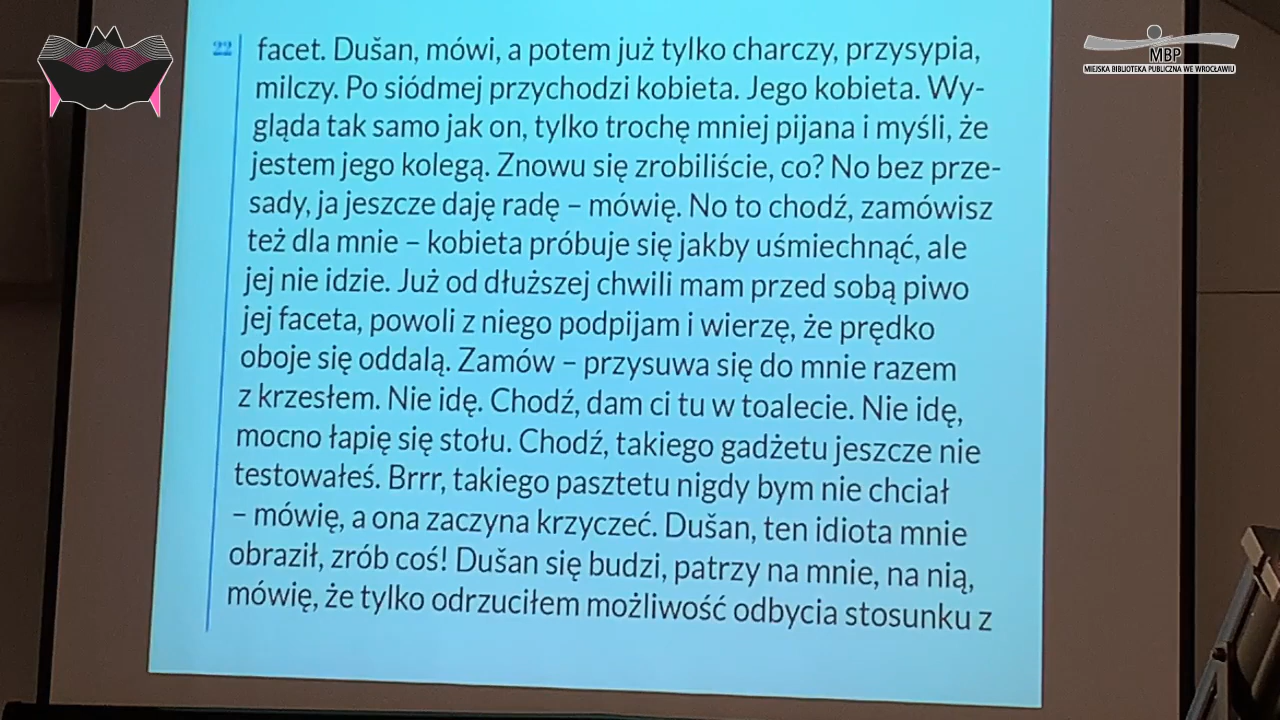 22
facet. Dušan, mówi, a potem już tylko charczy, przysypia,
milczy. Po siódmej przychodzi kobieta. Jego kobieta. Wy-
gląda tak samo jak on, tylko trochę mniej pijana i myśli, że
jestem jego kolegą. Znowu się zrobiliście, co? No bez prze-
sady, ja jeszcze daję radę – mówię. No to chodź, zamówisz
też dla mnie – kobieta próbuje się jakby uśmiechnąć, ale
jej nie idzie. Już od dłuższej chwili mam przed sobą piwo
jej faceta, powoli z niego podpijam i wierzę, że prędko
oboje się oddalą. Zamów – przysuwa się do mnie razem
z krzesłem. Nie idę. Chodź, dam ci tu w toalecie. Nie idę,
mocno łapię się stołu. Chodź, takiego gadżetu jeszcze nie
testowałeś. Brrr, takiego pasztetu nigdy bym nie chciał
– mówię, a ona zaczyna krzyczeć. Dušan, ten idiota mnie
obraził, zrób coś! Dušan się budzi, patrzy na mnie, na nią,
mówię, że tylko odrzuciłem możliwość odbycia stosunku z
MBP
MIEJSKA BIBLIOTEKA PUBLICZNA WE WROCŁAWIU